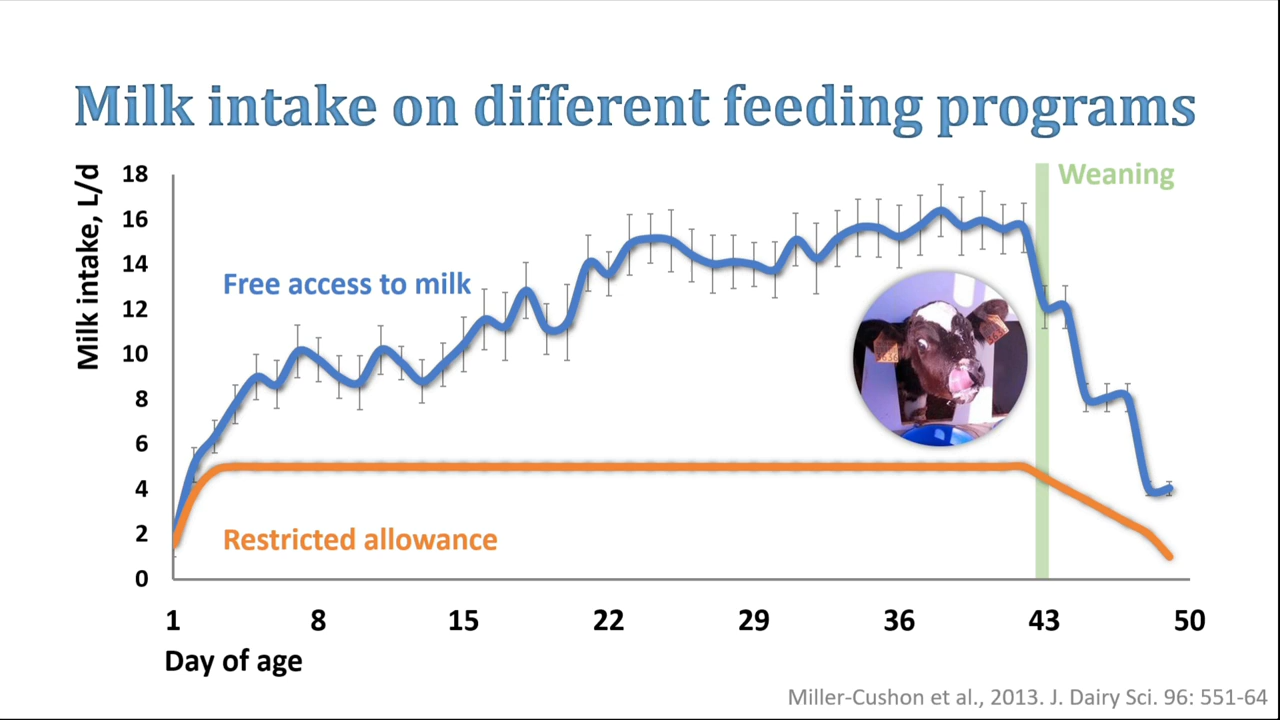 Milk intake on different feeding programs
Milk intake, L/d
18
16
14
12
10
8
6
4
2
0
Weaning
Free access to milk
Restricted allowance
1 8 15 22 29 36 43 50
Day of age
Miller-Cushon et al., 2013. J. Dairy Sci. 96: 551-64